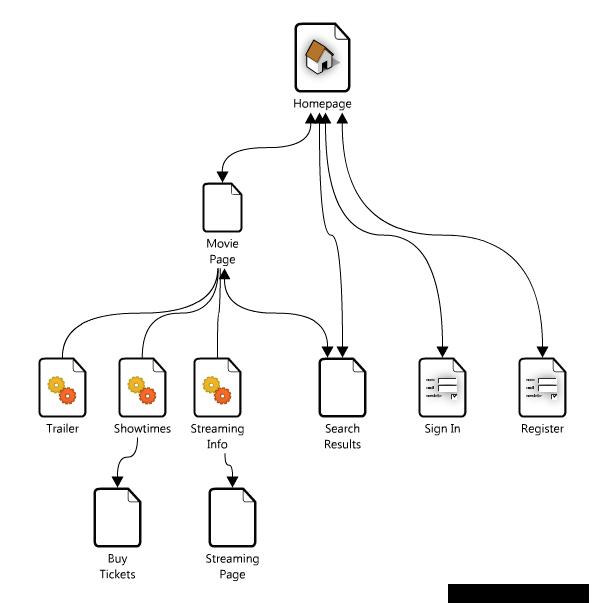 Homepage
Movie
Page
Trailer
Showtimes
Streaming
Info
Search
Results
Sign In
Register
Buy
Tickets
Streaming
Page